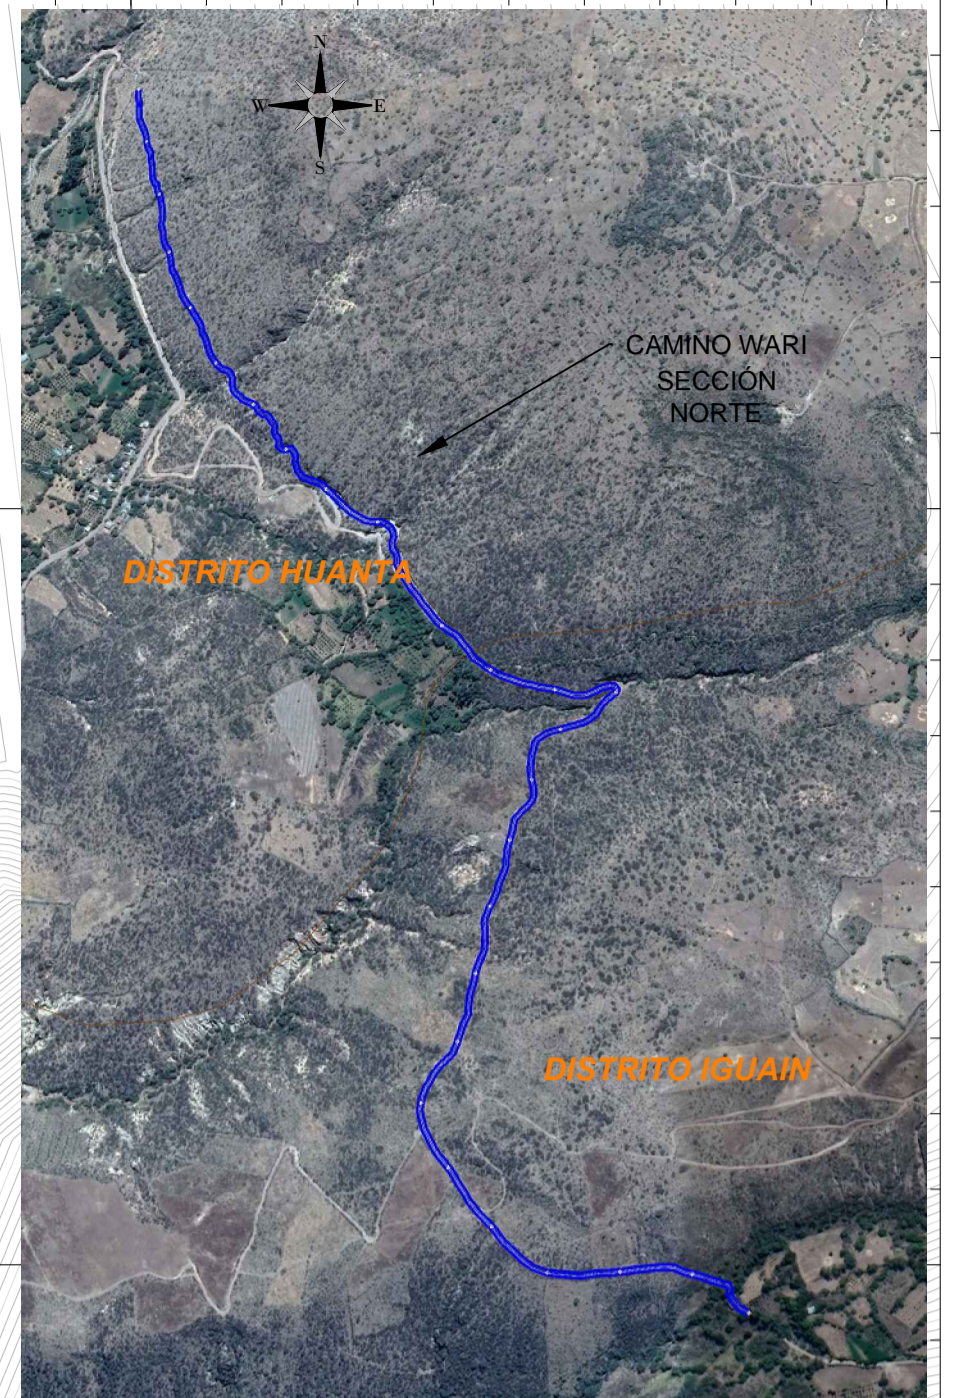 N
W E
S
CAMINO WARI
SECCIÓN
NORTE
DISTRITO HUANTA
DISTRITO IGUAIN